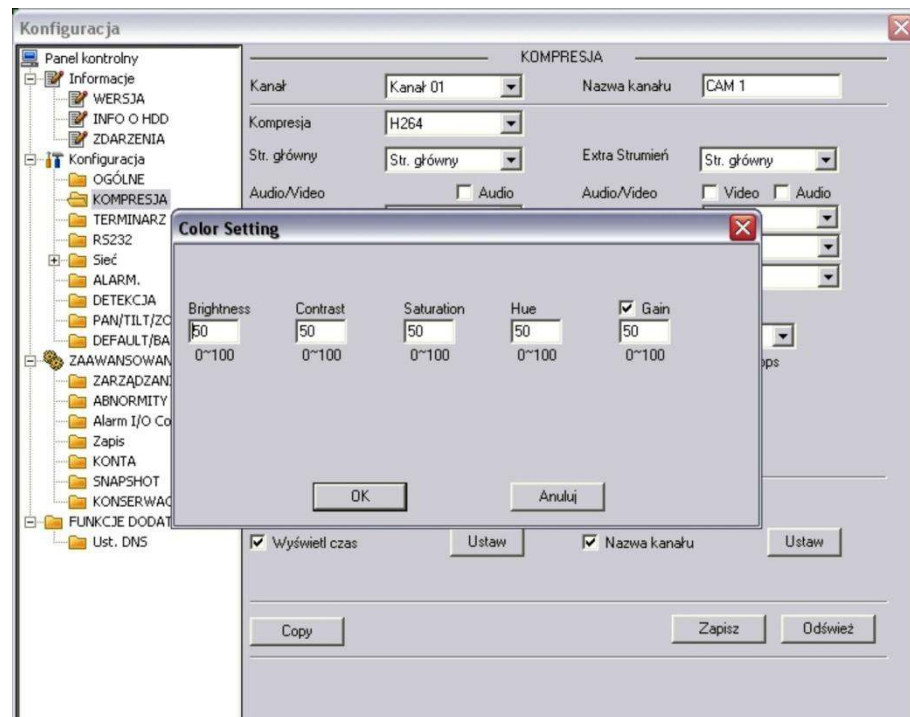 Konfiguracja
Panel kontrolny
Informacje
WERSJA
INFO O HDD
ZDARZENIA
Konfiguracja
OGÓLNE
KOMPRESJA
TERMINARZ
RS232
Sieć
ALARM.
DETEKCJA
PAN/TILT/ZO
DEFAULT/BA
ZAAWANSOWAN
ZARZĄDZANI
ABNORMITY
Alarm I/O Co
Zapis
KONTA
SNAPSHOT
KONSERWAC
FUNKCJE DODAT
Ust. DNS
KOMPRESJA
Kanał Kanał 01 Nazwa kanału CAM 1
Kompresja H264
Str. główny Str. główny Extra Strumień Str. główny
Audio/Video Audio Audio/Video Video Audio
Color Setting
Brightness Contrast Saturation Hue Gain
50 50 50 50 50
0~100 0~100 0~100 0~100 0~100
OK Anuluj
Wyświetl czas Ustaw Nazwa kanału Ustaw
Copy Zapisz Odśwież